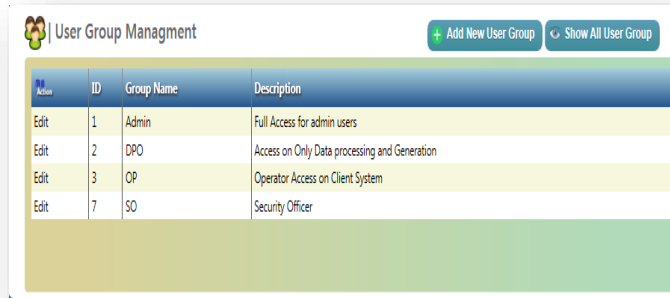 | User Group Managment
Add New User Group Show All User Group
Action ID Group Name Description
Edit 1 Admin Full Access for admin users
Edit 2 DPO Access on Only Data processing and Generation
Edit 3 OP Operator Access on Client System
Edit 7 SO Security Officer